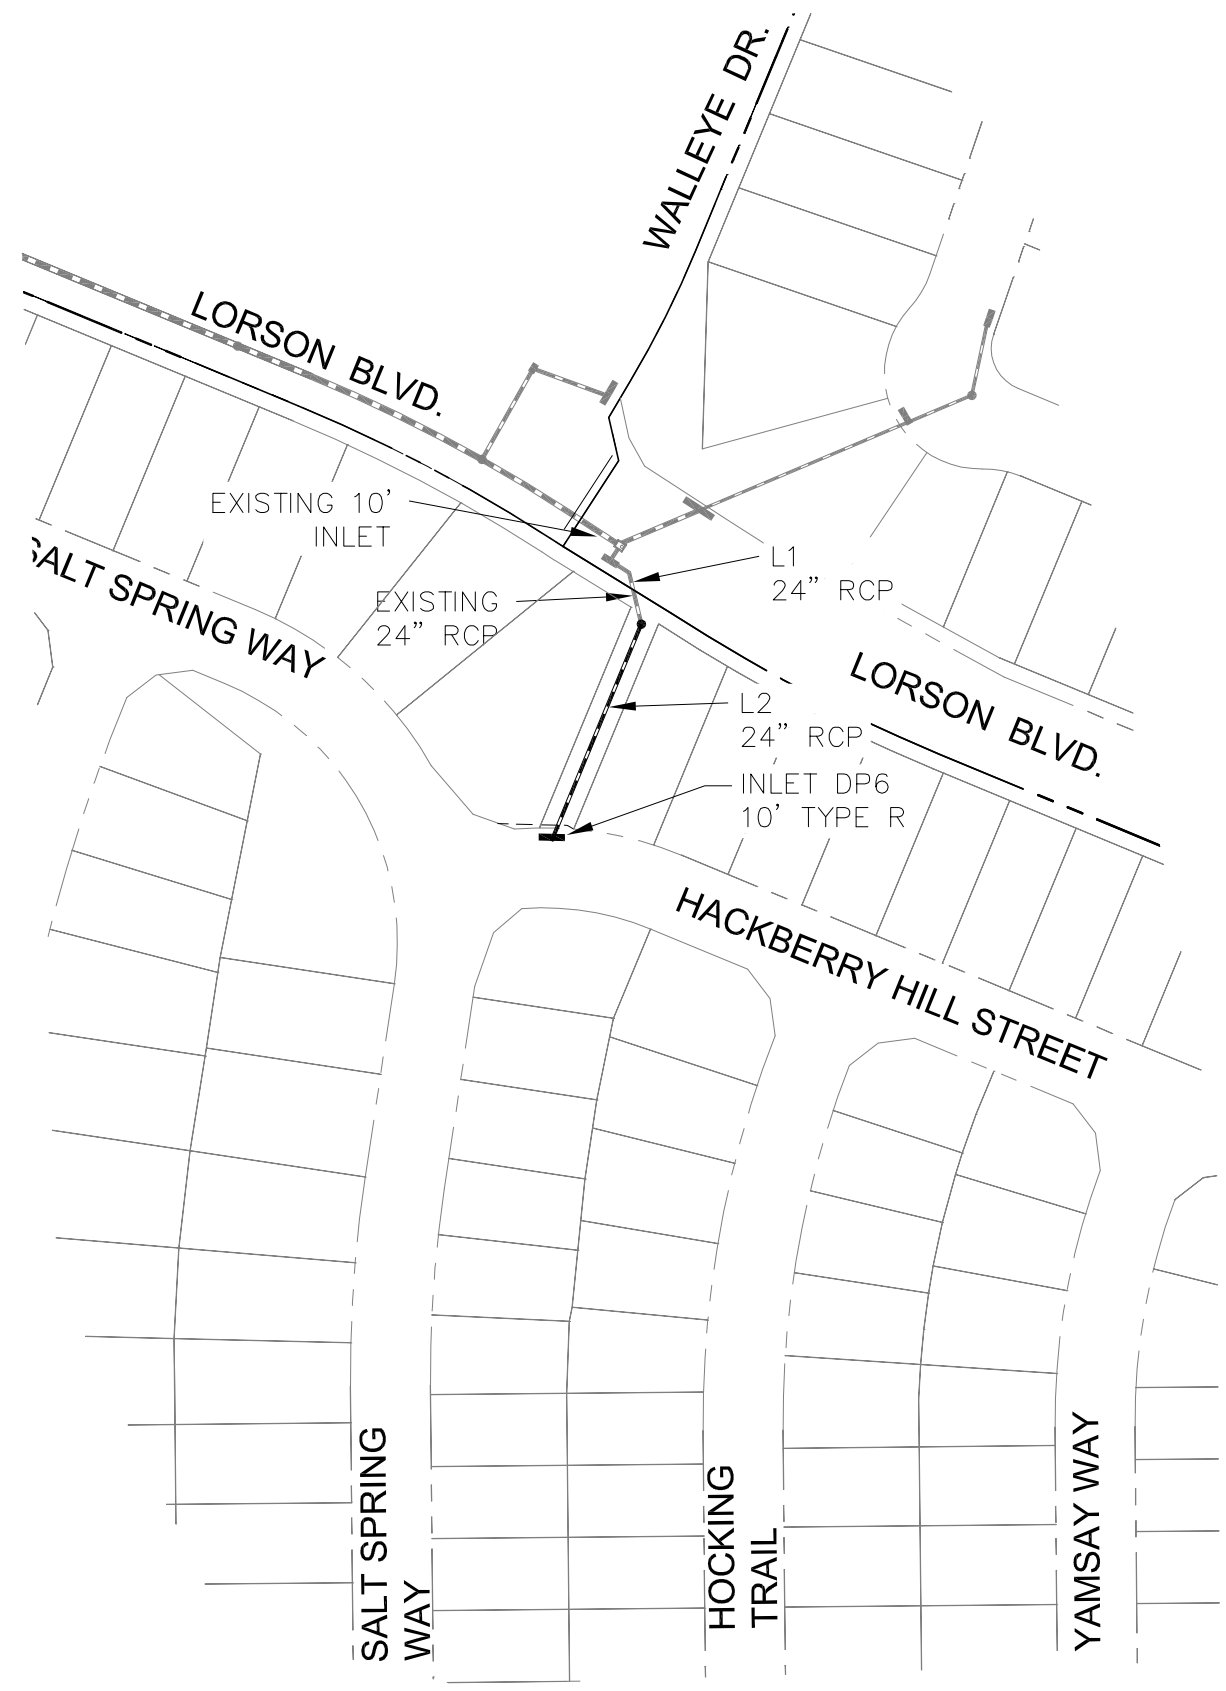 WALLEYE DR.
LORSON BLVD.
EXISTING 10'
INLET
L1
24" RCP
SALT SPRING WAY
EXISTING
24" RCP
LORSON BLVD.
L2
24" RCP
INLET DP6
10' TYPE R
HACKBERRY HILL STREET
SALT SPRING
WAY
HOCKING
TRAIL
YAMSAY WAY